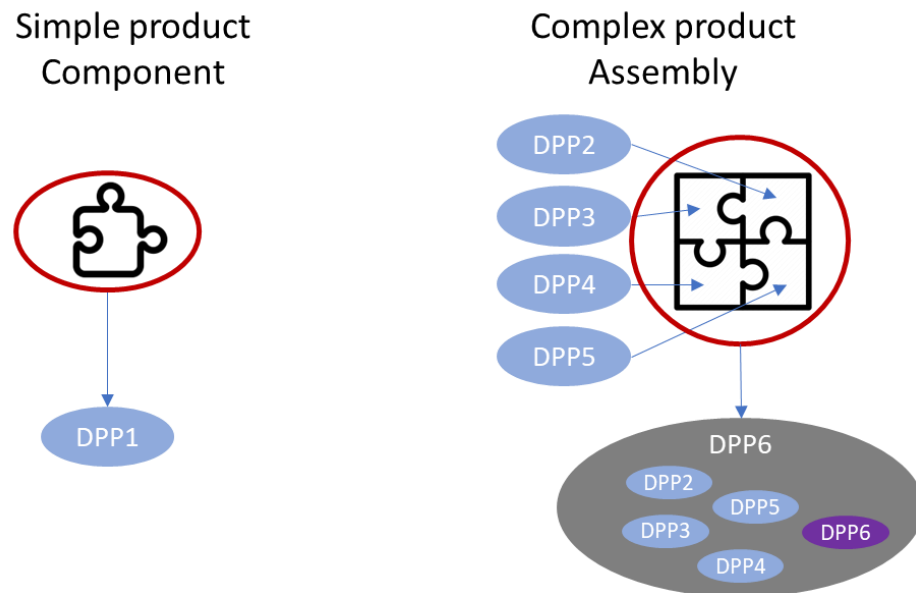 Simple product
Component
Complex product
Assembly
DPP2
DPP3
DPP4
DPP5
DPP1
DPP6
DPP2
DPP5
DPP3
DPP6
DPP4